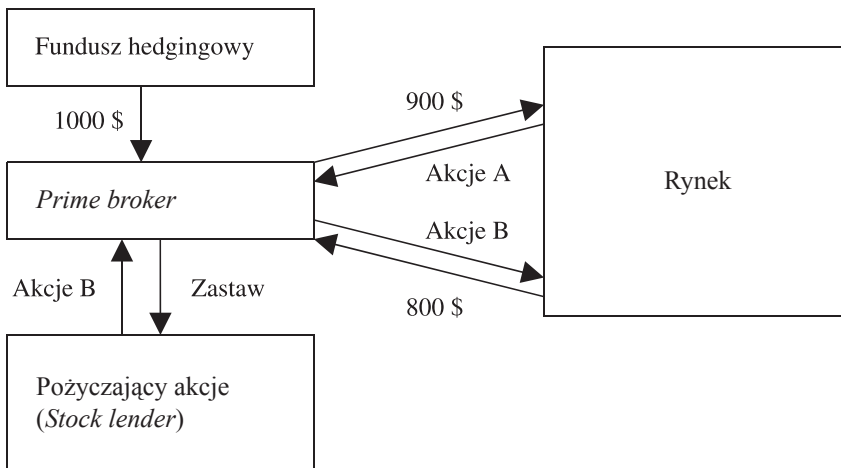 Fundusz hedgingowy
1000 $
900 $
Akcje A
Rynek
Prime broker
Akcje B
Akcje B
Zastaw
800 $
Pożyczający akcje
(Stock lender)